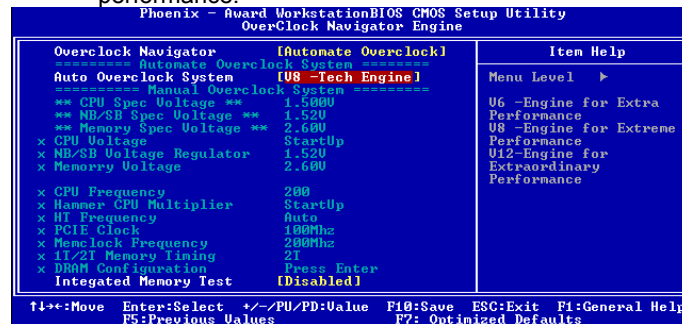 performance.
Phoenix - Award WorkstationBIOS CMOS Setup Utility
OverClock Navigator Engine
Overclock Navigator [Automate Overclock]
========= Automate Overclock System =======
Auto Overclock System [V8 -Tech Engine]
========== Manual Overclock System =========
** CPU Spec Voltage ** 1.500V
** NB/SB Spec Voltage ** 1.52V
** Memory Spec Voltage ** 2.60V
x CPU Voltage StartUp
x NB/SB Voltage Regulator 1.52V
x Memorry Voltage 2.60V
x CPU Frequency 200
x Hammer CPU Multiplier StartUp
x HT Frequency Auto
x PCIE Clock 100Mhz
x Memclock Frequency 200Mhz
x 1T/2T Memory Timing 2T
x DRAM Configuration Press Enter
Integated Memory Test [Disabled]
Item Help
Menu Level ▶
V6 -Engine for Extra
Performance
V8 -Engine for Extreme
Performance
V12-Engine for
Extraordinary
Performance
↑↓→←:Move Enter:Select +/-/PU/PD:Value F10:Save ESC:Exit F1:General Help
F5:Previous Values F7: Optimized Defaults